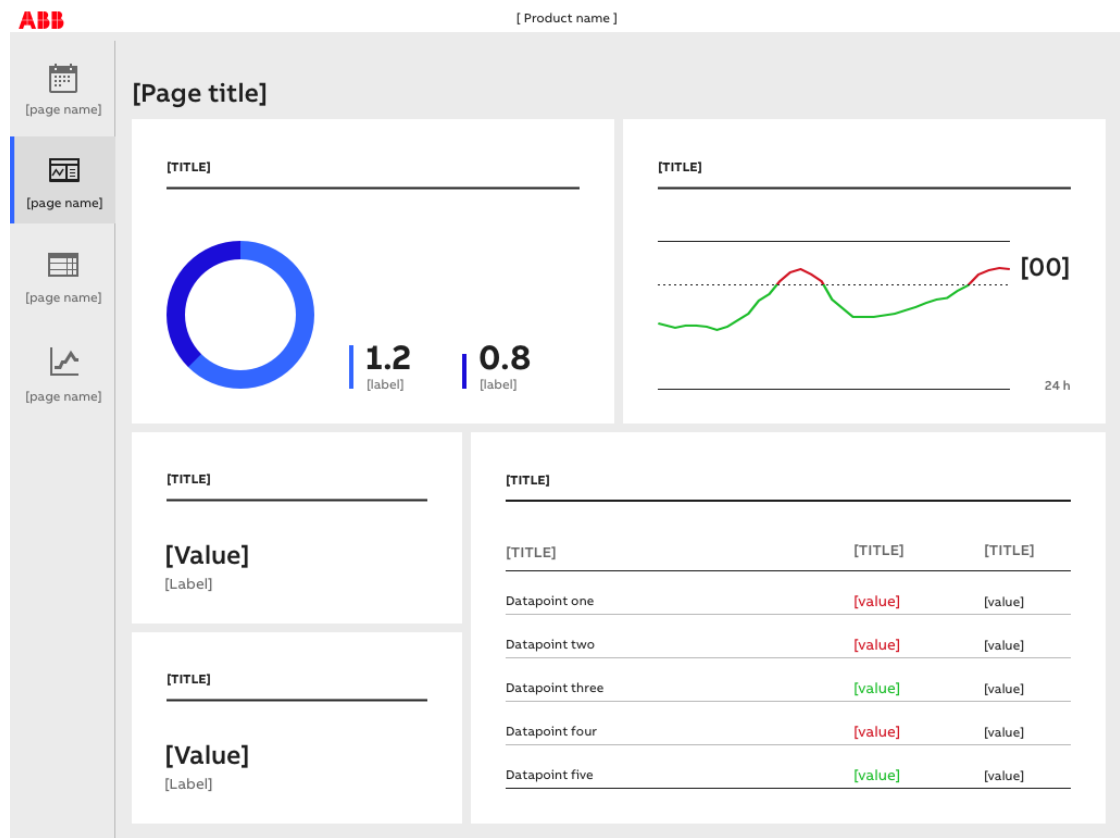 ABB
[ Product name ]
[page name]
[page name]
[page name]
[page name]
[Page title]
[TITLE]
1.2
[label]
0.8
[label]
[TITLE]
[00]
24 h
[TITLE]
[Value]
[Label]
[TITLE]
[Value]
[Label]
[TITLE]
[TITLE] [TITLE] [TITLE]
Datapoint one [value] [value]
Datapoint two [value] [value]
Datapoint three [value] [value]
Datapoint four [value] [value]
Datapoint five [value] [value]